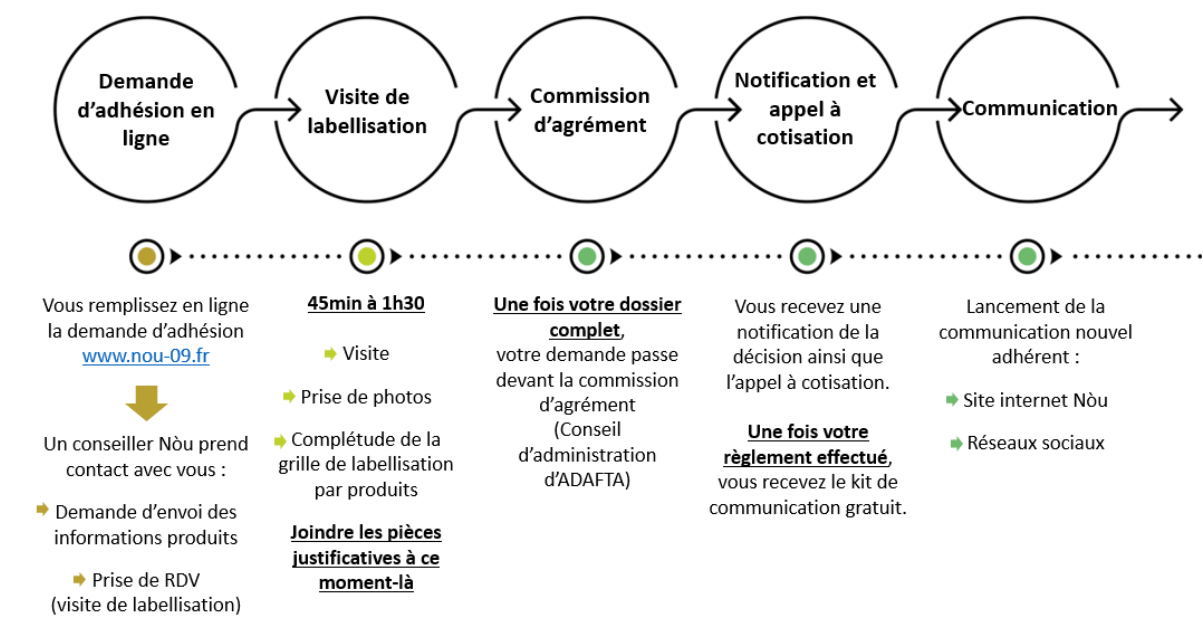 Demande
d'adhésion en
ligne
Visite de
labellisation
Commission
d'agrément
Notification et
appel à
cotisation
Communication
Vous remplissez en ligne
la demande d'adhésion
www.nou-09.fr
Un conseiller Nòu prend
contact avec vous :
Demande d'envoi des
informations produits
Prise de RDV
(visite de labellisation)
45min à 1h30
Visite
Prise de photos
Complétude de la
grille de labellisation
par produits
Joindre les pièces
justificatives à ce
moment-là
Une fois votre dossier
complet,
votre demande passe
devant la commission
d'agrément
(Conseil
d'administration
d'ADAFTA)
Vous recevez une
notification de la
décision ainsi que
l'appel à cotisation.
Une fois votre
règlement effectué,
vous recevez le kit de
communication gratuit.
Lancement de la
communication nouvel
adhérent :
Site internet Nòu
Réseaux sociaux